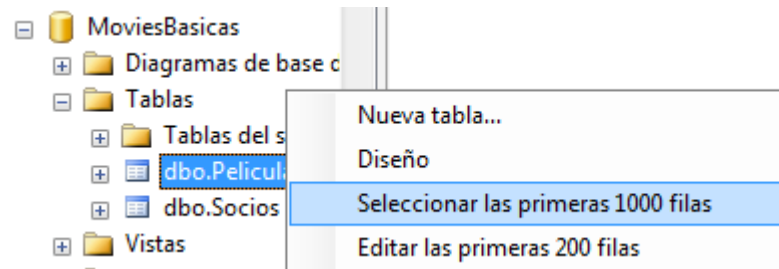 MoviesBasicas
Diagramas de base d
Tablas
Tablas del s
dbo.Pelicula
dbo.Socios
Vistas
Nueva tabla...
Diseño
Seleccionar las primeras 1000 filas
Editar las primeras 200 filas